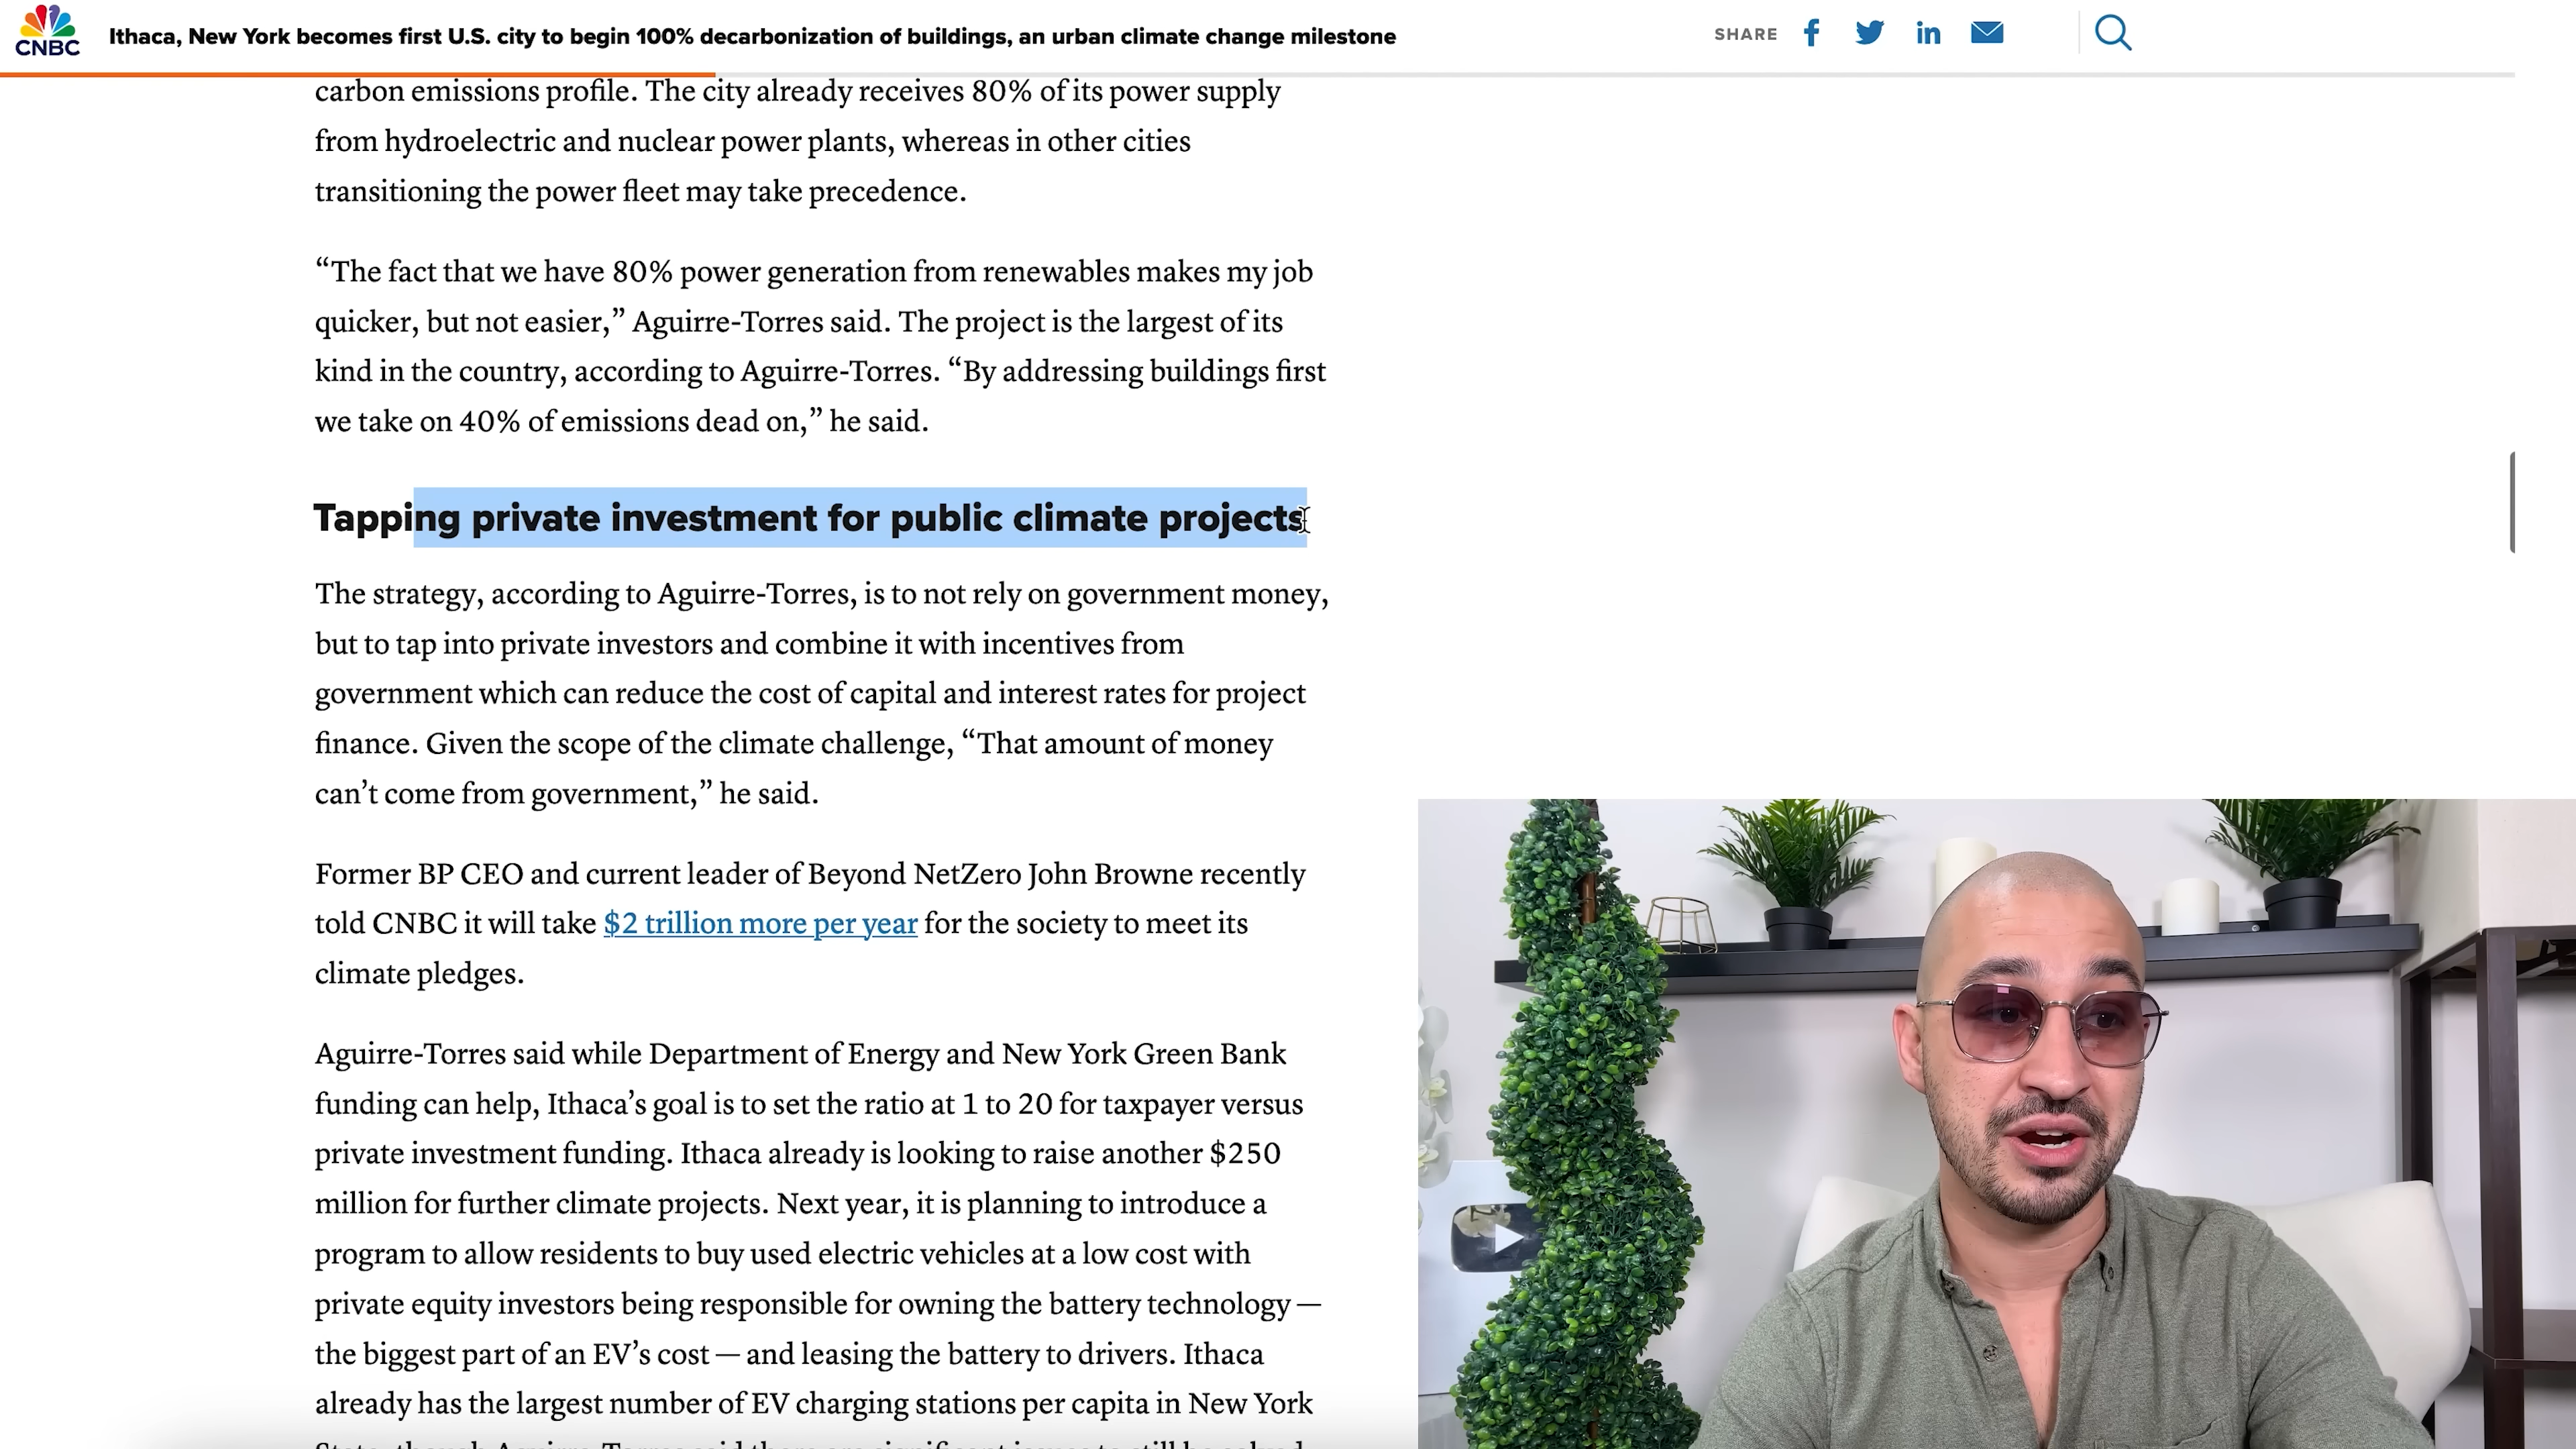 CNBC
Ithaca, New York becomes first U.S. city to begin 100% decarbonization of buildings, an urban climate change milestone
SHARE
carbon emissions profile. The city already receives 80% of its power supply
from hydroelectric and nuclear power plants, whereas in other cities
transitioning the power fleet may take precedence.
“The fact that we have 80% power generation from renewables makes my job
quicker, but not easier,” Aguirre-Torres said. The project is the largest of its
kind in the country, according to Aguirre-Torres. “By addressing buildings first
we take on 40% of emissions dead on,” he said.
Tapping private investment for public climate projects
The strategy, according to Aguirre-Torres, is to not rely on government money,
but to tap into private investors and combine it with incentives from
government which can reduce the cost of capital and interest rates for project
finance. Given the scope of the climate challenge, “That amount of money
can’t come from government,” he said.
Former BP CEO and current leader of Beyond NetZero John Browne recently
told CNBC it will take $2 trillion more per year for the society to meet its
climate pledges.
Aguirre-Torres said while Department of Energy and New York Green Bank
funding can help, Ithaca’s goal is to set the ratio at 1 to 20 for taxpayer versus
private investment funding. Ithaca already is looking to raise another $250
million for further climate projects. Next year, it is planning to introduce a
program to allow residents to buy used electric vehicles at a low cost with
private equity investors being responsible for owning the battery technology —
the biggest part of an EV’s cost — and leasing the battery to drivers. Ithaca
already has the largest number of EV charging stations per capita in New York